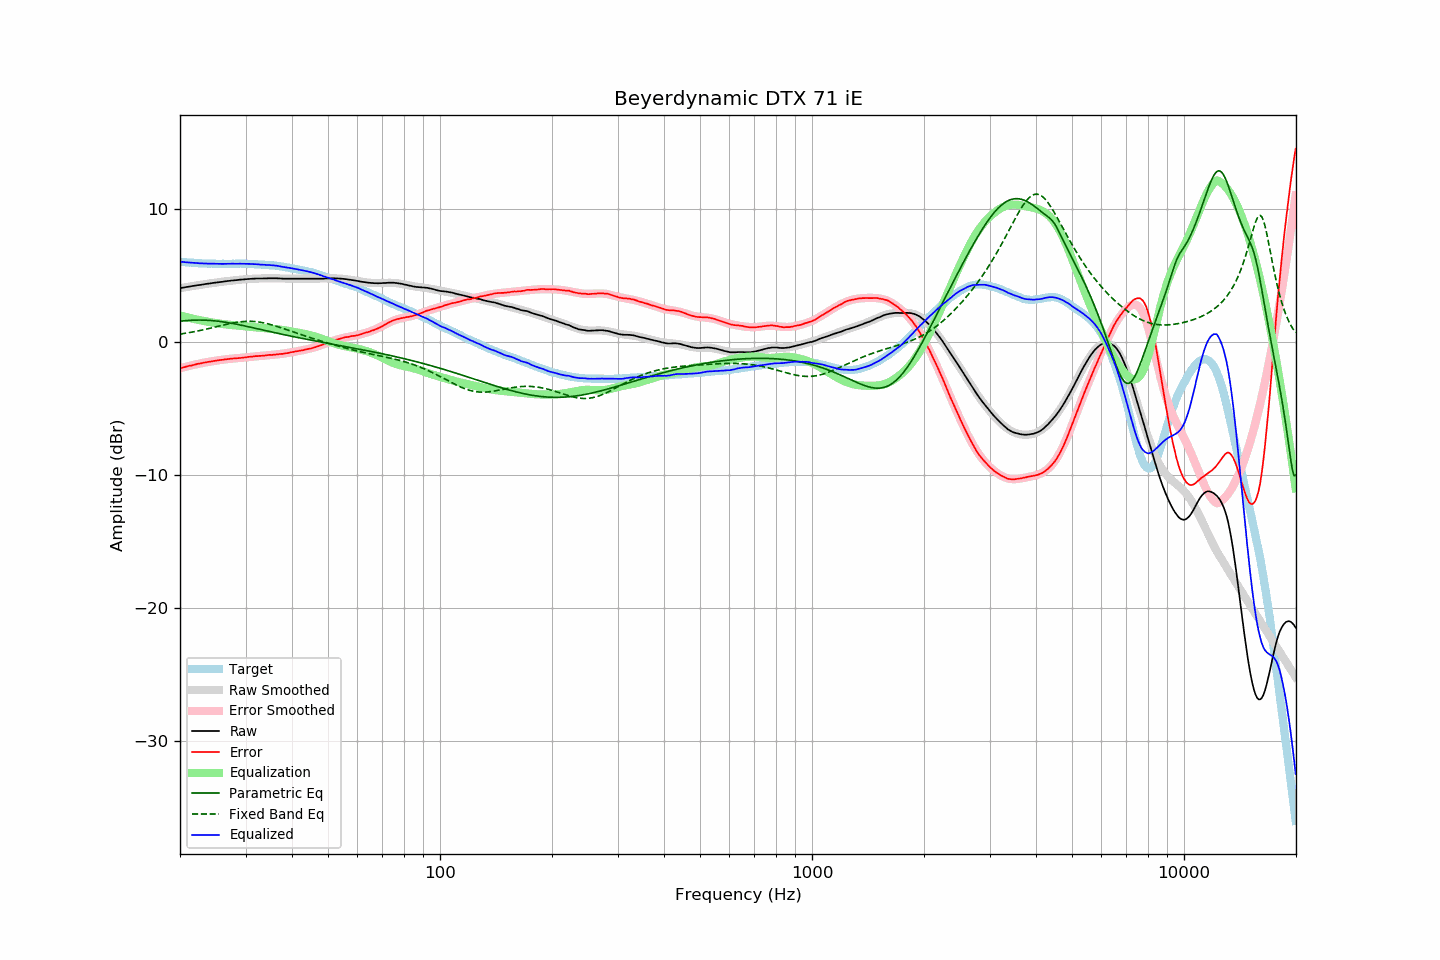 Beyerdynamic DTX 71 iE
Amplitude (dBr)
10
0
−10
−20
−30
Target
Raw Smoothed
Error Smoothed
Raw
Error
Equalization
Parametric Eq
Fixed Band Eq
Equalized
100
1000
10000
Frequency (Hz)